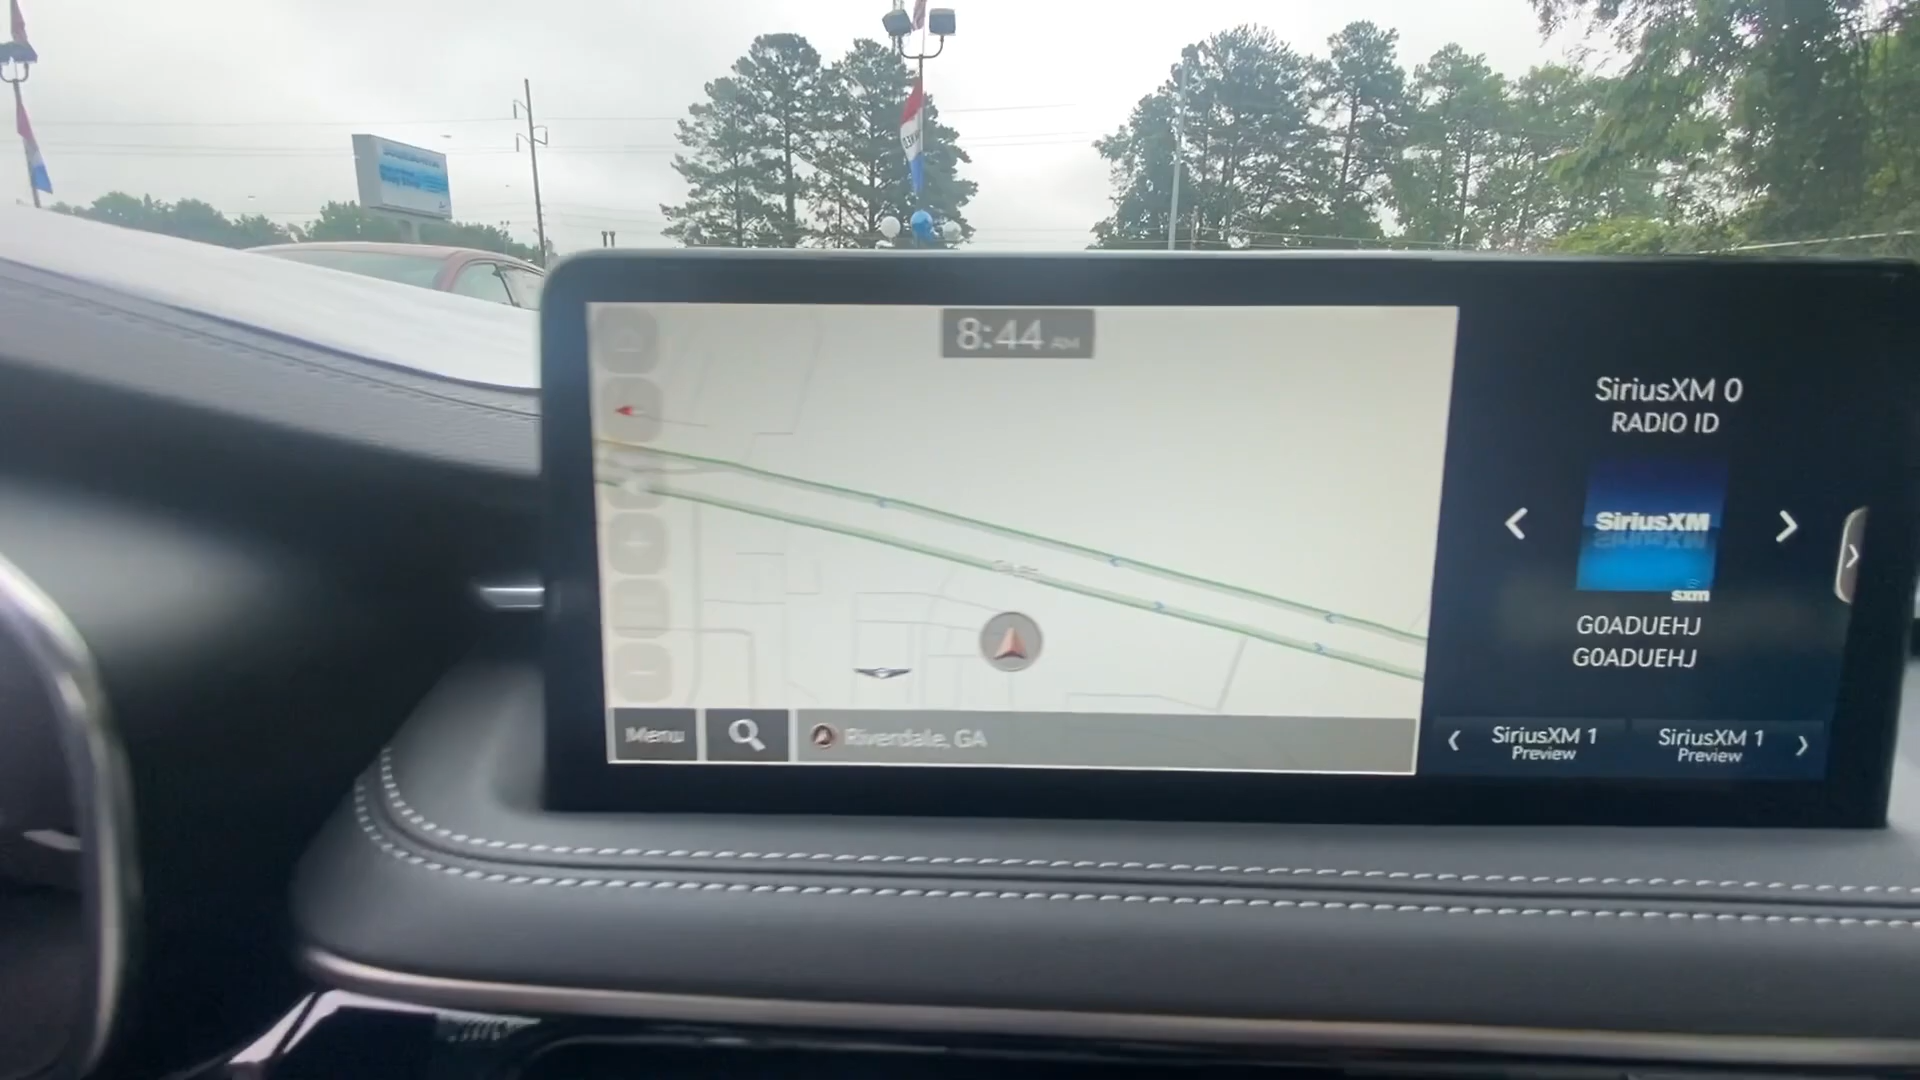 8:44 AM
Menu
Riverdale, GA
SiriusXM 0
RADIO ID
SiriusXM
sxm
G0ADUEHJ
G0ADUEHJ
SiriusXM 1
Preview
SiriusXM 1
Preview